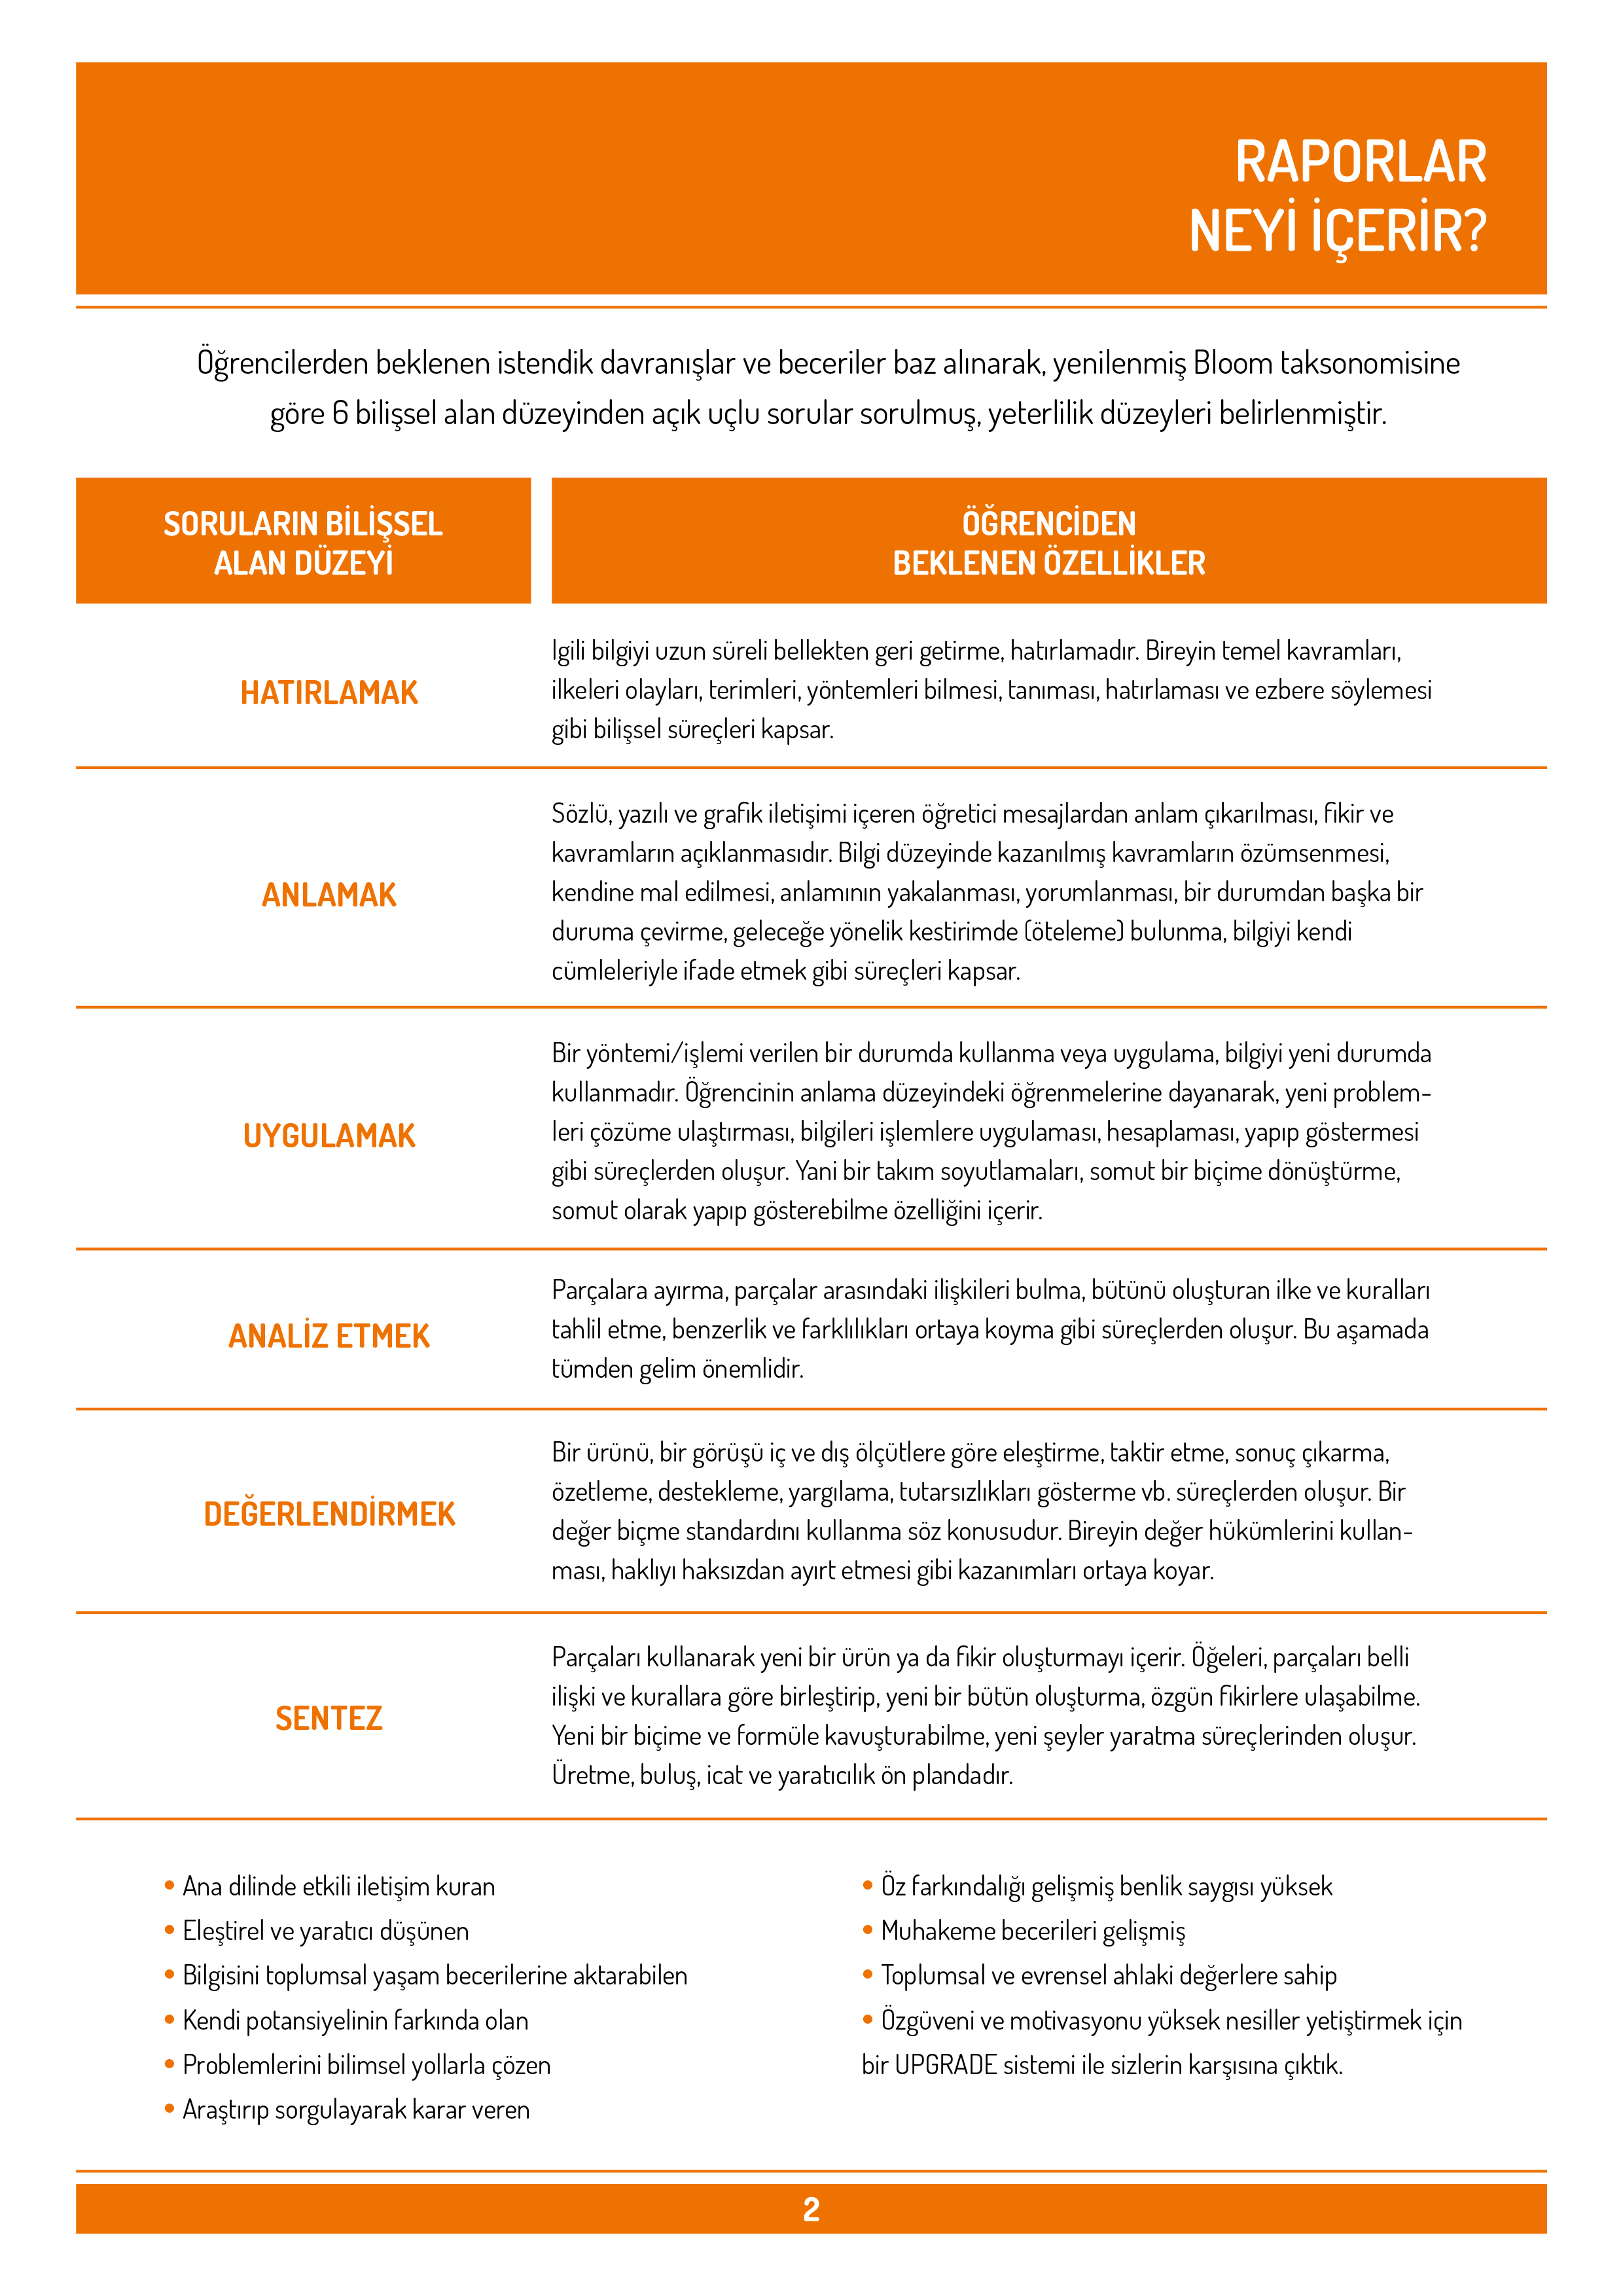 RAPORLAR
NEYİ İÇERİR?
Öğrencilerden beklenen istendik davranışlar ve beceriler baz alınarak, yenilenmiş Bloom taksonomisine
göre 6 bilişsel alan düzeyinden açık uçlu sorular sorulmuş, yeterlilik düzeyleri belirlenmiştir.
SORULARIN BİLİŞSEL
ALAN DÜZEYİ
ÖĞRENCİDEN
BEKLENEN ÖZELLİKLER
HATIRLAMAK
Igili bilgiyi uzun süreli bellekten geri getirme, hatırlamadır. Bireyin temel kavramları,
ilkeleri olayları, terimleri, yöntemleri bilmesi, tanıması, hatırlaması ve ezbere söylemesi
gibi bilişsel süreçleri kapsar.
ANLAMAK
Sözlü, yazılı ve grafik iletişimi içeren öğretici mesajlardan anlam çıkarılması, fikir ve
kavramların açıklanmasıdır. Bilgi düzeyinde kazanılmış kavramların özümsenmesi,
kendine mal edilmesi, anlamının yakalanması, yorumlanması, bir durumdan başka bir
duruma çevirme, geleceğe yönelik kestirimde (öteleme) bulunma, bilgiyi kendi
cümleleriyle ifade etmek gibi süreçleri kapsar.
UYGULAMAK
Bir yöntemi/işlemi verilen bir durumda kullanma veya uygulama, bilgiyi yeni durumda
kullanmadır. Öğrencinin anlama düzeyindeki öğrenmelerine dayanarak, yeni problem-
leri çözüme ulaştırması, bilgileri işlemlere uygulaması, hesaplaması, yapıp göstermesi
gibi süreçlerden oluşur. Yani bir takım soyutlamaları, somut bir biçime dönüştürme,
somut olarak yapıp gösterebilme özelliğini içerir.
ANALİZ ETMEK
Parçalara ayırma, parçalar arasındaki ilişkileri bulma, bütünü oluşturan ilke ve kuralları
tahlil etme, benzerlik ve farklılıkları ortaya koyma gibi süreçlerden oluşur. Bu aşamada
tümden gelim önemlidir.
DEĞERLENDİRMEK
Bir ürünü, bir görüşü iç ve dış ölçütlere göre eleştirme, taktir etme, sonuç çıkarma,
özetleme, destekleme, yargılama, tutarsızlıkları gösterme vb. süreçlerden oluşur. Bir
değer biçme standardını kullanma söz konusudur. Bireyin değer hükümlerini kullan-
ması, haklıyı haksızdan ayırt etmesi gibi kazanımları ortaya koyar.
SENTEZ
Parçaları kullanarak yeni bir ürün ya da fikir oluşturmayı içerir. Öğeleri, parçaları belli
ilişki ve kurallara göre birleştirip, yeni bir bütün oluşturma, özgün fikirlere ulaşabilme.
Yeni bir biçime ve formüle kavuşturabilme, yeni şeyler yaratma süreçlerinden oluşur.
Üretme, buluş, icat ve yaratıcılık ön plandadır.
• Ana dilinde etkili iletişim kuran
• Eleştirel ve yaratıcı düşünen
• Bilgisini toplumsal yaşam becerilerine aktarabilen
• Kendi potansiyelinin farkında olan
• Problemlerini bilimsel yollarla çözen
• Araştırıp sorgulayarak karar veren
• Öz farkındalığı gelişmiş benlik saygısı yüksek
• Muhakeme becerileri gelişmiş
• Toplumsal ve evrensel ahlaki değerlere sahip
• Özgüveni ve motivasyonu yüksek nesiller yetiştirmek için
bir UPGRADE sistemi ile sizlerin karşısına çıktık.
2